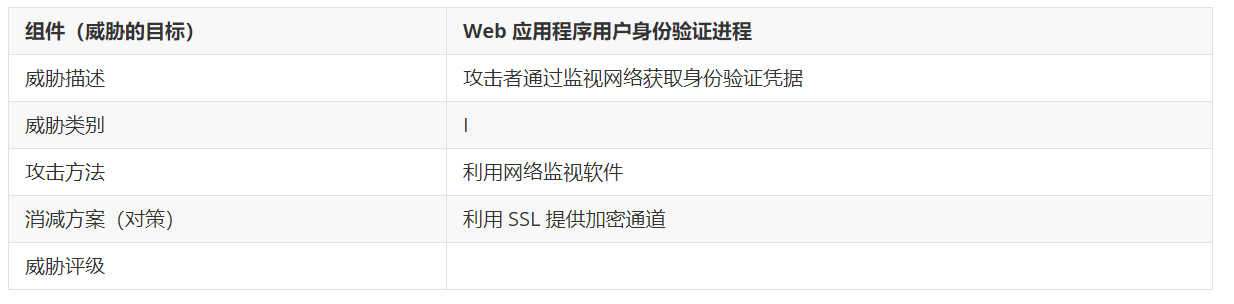 组件（威胁的目标） Web 应用程序用户身份验证进程
威胁描述 攻击者通过监视网络获取身份验证凭据
威胁类别 I
攻击方法 利用网络监视软件
消减方案（对策） 利用 SSL 提供加密通道
威胁评级